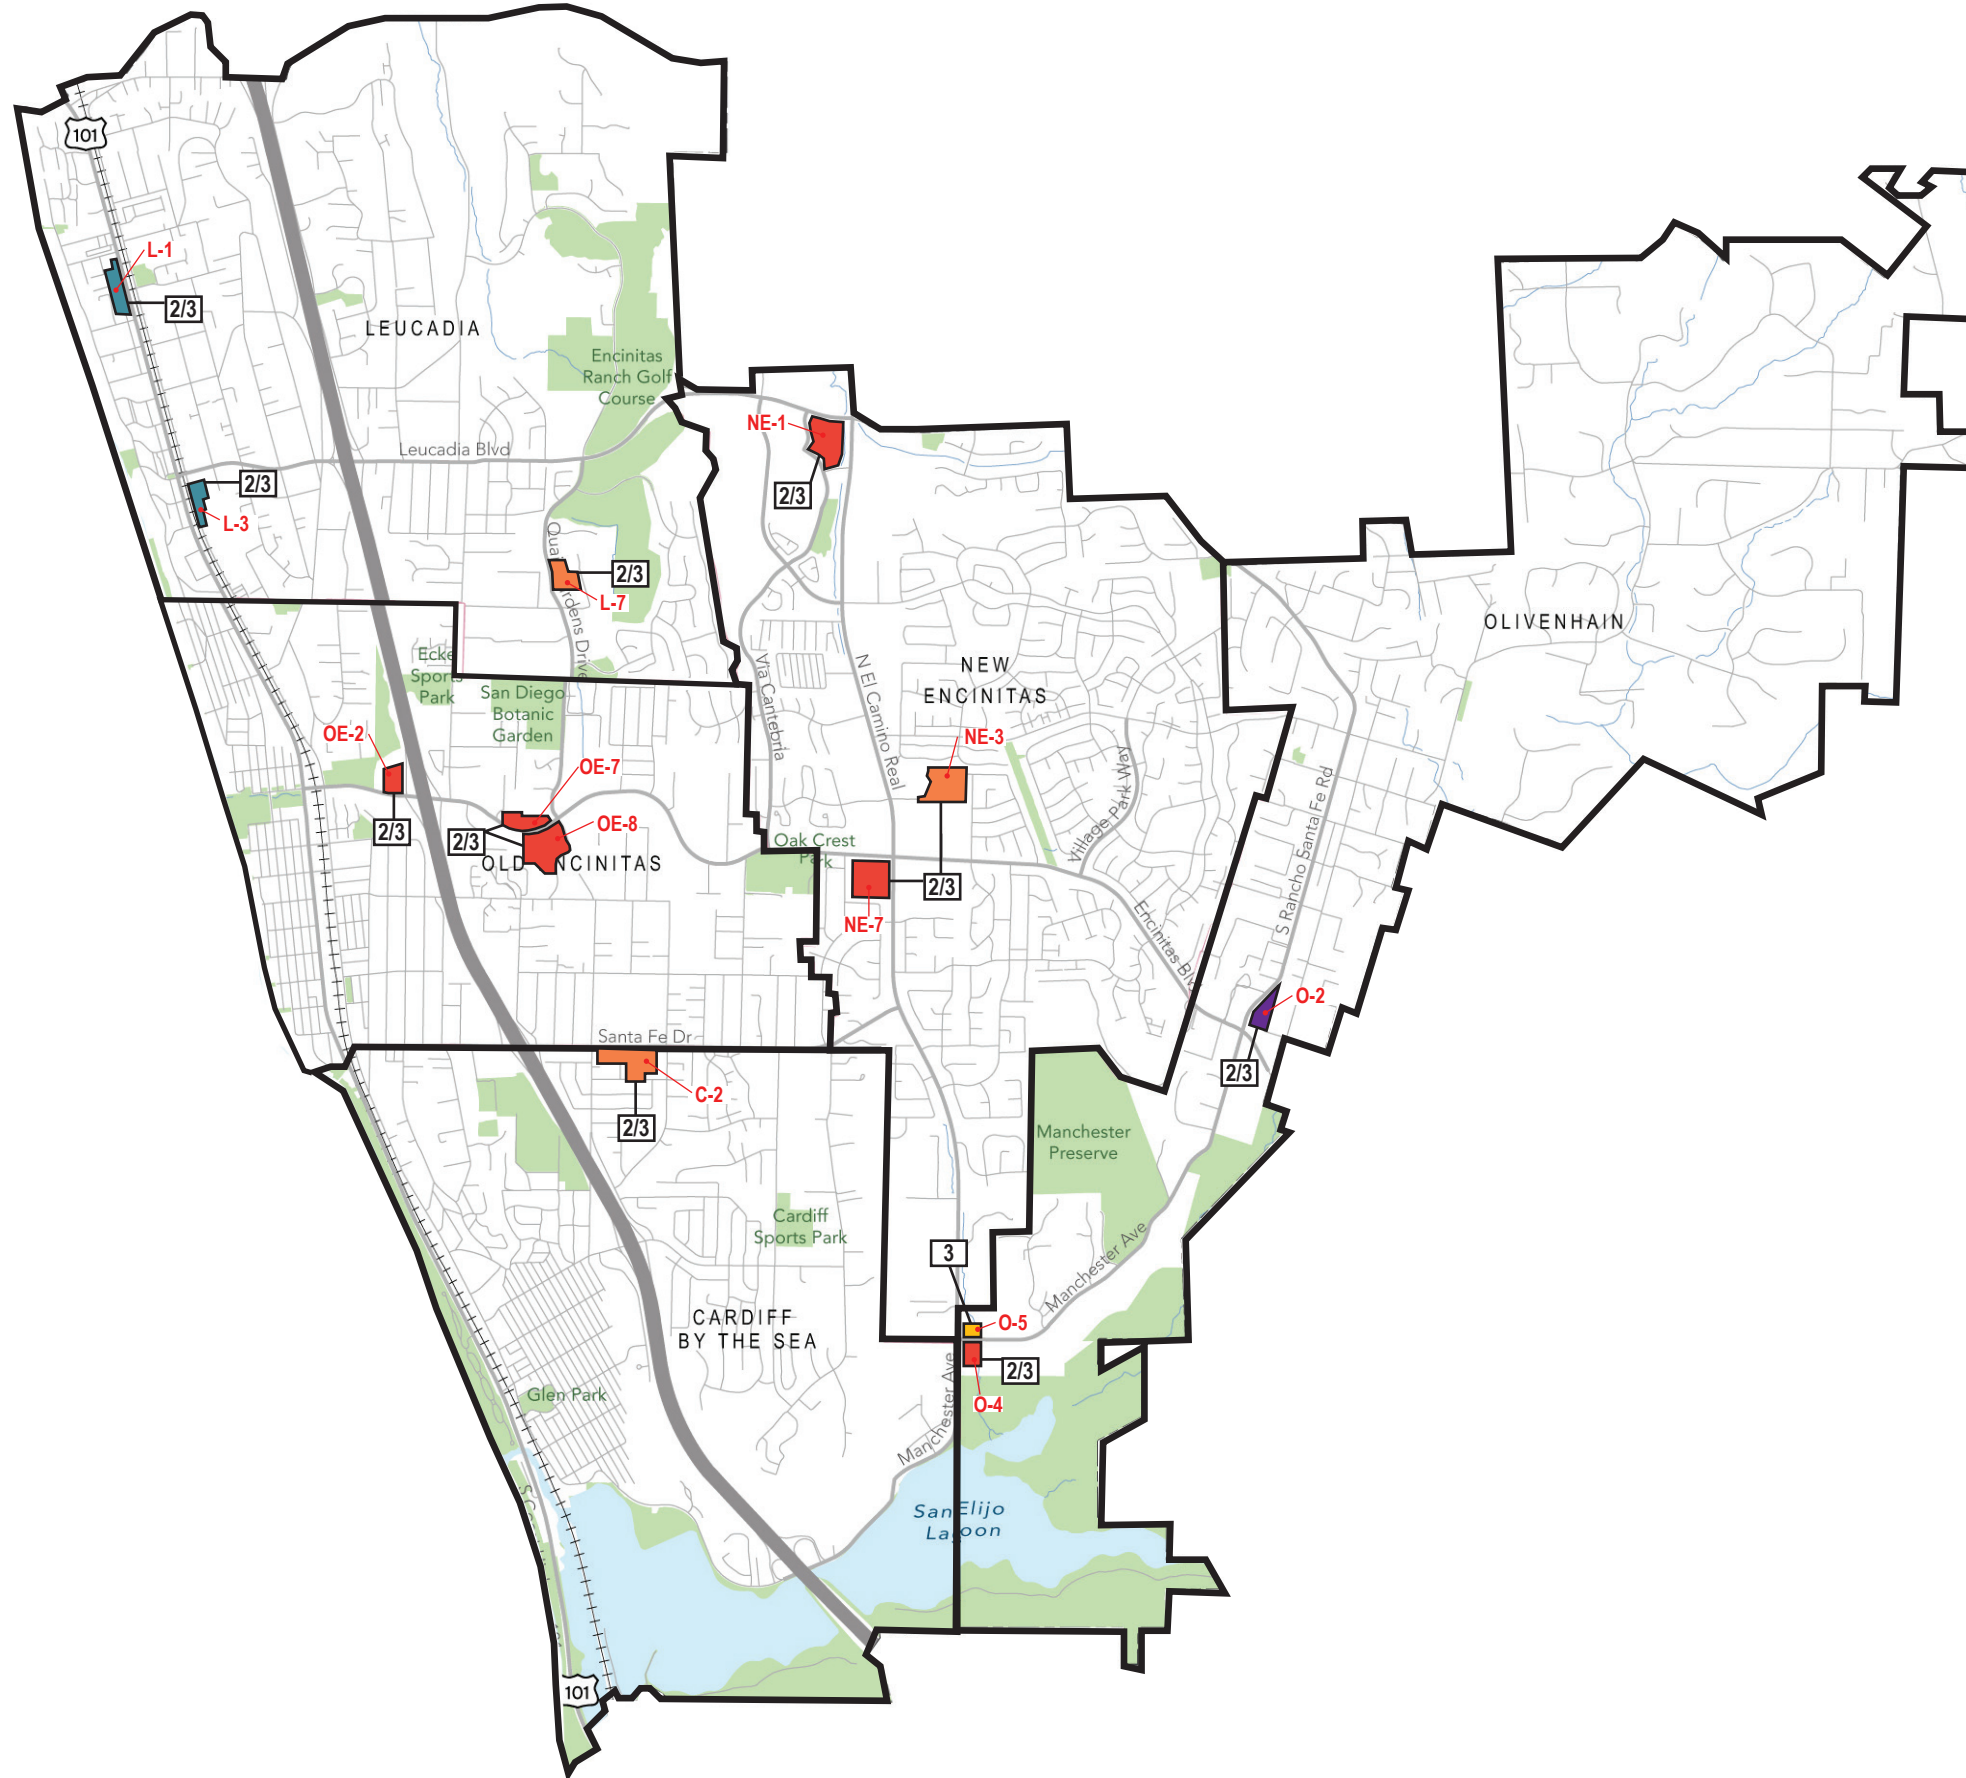 101
L-1
2/3
LEUCADIA
Encinitas
Ranch Golf
Course
NE-1
Leucadia Blvd
2/3
2/3
L-3
2/3
L-7
OLIVENHAIN
Ecke
Sports
Park
San Diego
Botanic
Garden
Via Cantebria
N El Camino Real
NEW
ENCINITAS
OE-2
NE-3
OE-7
Village Park Way
S Rancho Santa Fe Rd
OE-8
2/3
2/3
Oak Crest
Park
2/3
NE-7
Encinitas Blvd
O-2
Santa Fe Dr
2/3
C-2
2/3
Manchester
Preserve
Cardiff
Sports Park
3
Manchester Ave
CARDIFF
BY THE SEA
O-5
2/3
O-4
Glen Park
Manchester Ave
San Elijo
Lagoon
101